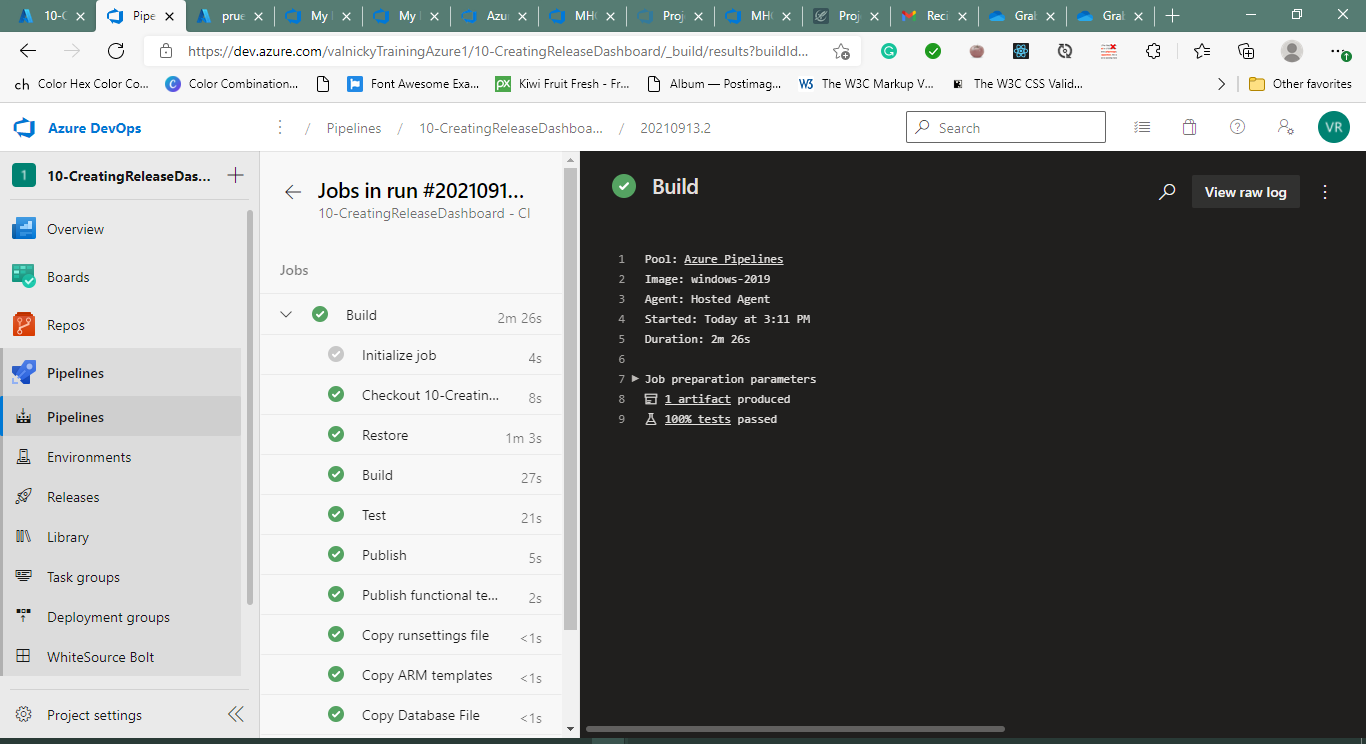 10-C
Pipe
prue
My I
My I
Azu
MHC
Proj
MHC
Proj
Reci
Gral
Gral
https://dev.azure.com/valnickyTrainingAzure1/10-CreatingReleaseDashboard/_build/results?buildId...
ch Color Hex Color Co...
C Color Combination...
Font Awesome Exa...
px Kiwi Fruit Fresh - Fr...
Album — Postimag...
W3 The W3C Markup V...
The W3C CSS Valid...
Other favorites
Azure DevOps
/ Pipelines / 10-CreatingReleaseDashboa... / 20210913.2
Search
VR
1 10-CreatingReleaseDas...
Overview
Boards
Repos
Pipelines
Pipelines
Environments
Releases
Library
Task groups
Deployment groups
WhiteSource Bolt
Project settings
Jobs in run #2021091...
10-CreatingReleaseDashboard - CI
Jobs
Build 2m 26s
Initialize job 4s
Checkout 10-Creatin... 8s
Restore 1m 3s
Build 27s
Test 21s
Publish 5s
Publish functional te... 2s
Copy runsettings file <1s
Copy ARM templates <1s
Copy Database File <1s
Build
View raw log
1 Pool: Azure Pipelines
2 Image: windows-2019
3 Agent: Hosted Agent
4 Started: Today at 3:11 PM
5 Duration: 2m 26s
6
7 Job preparation parameters
8 1 artifact produced
9 100% tests passed